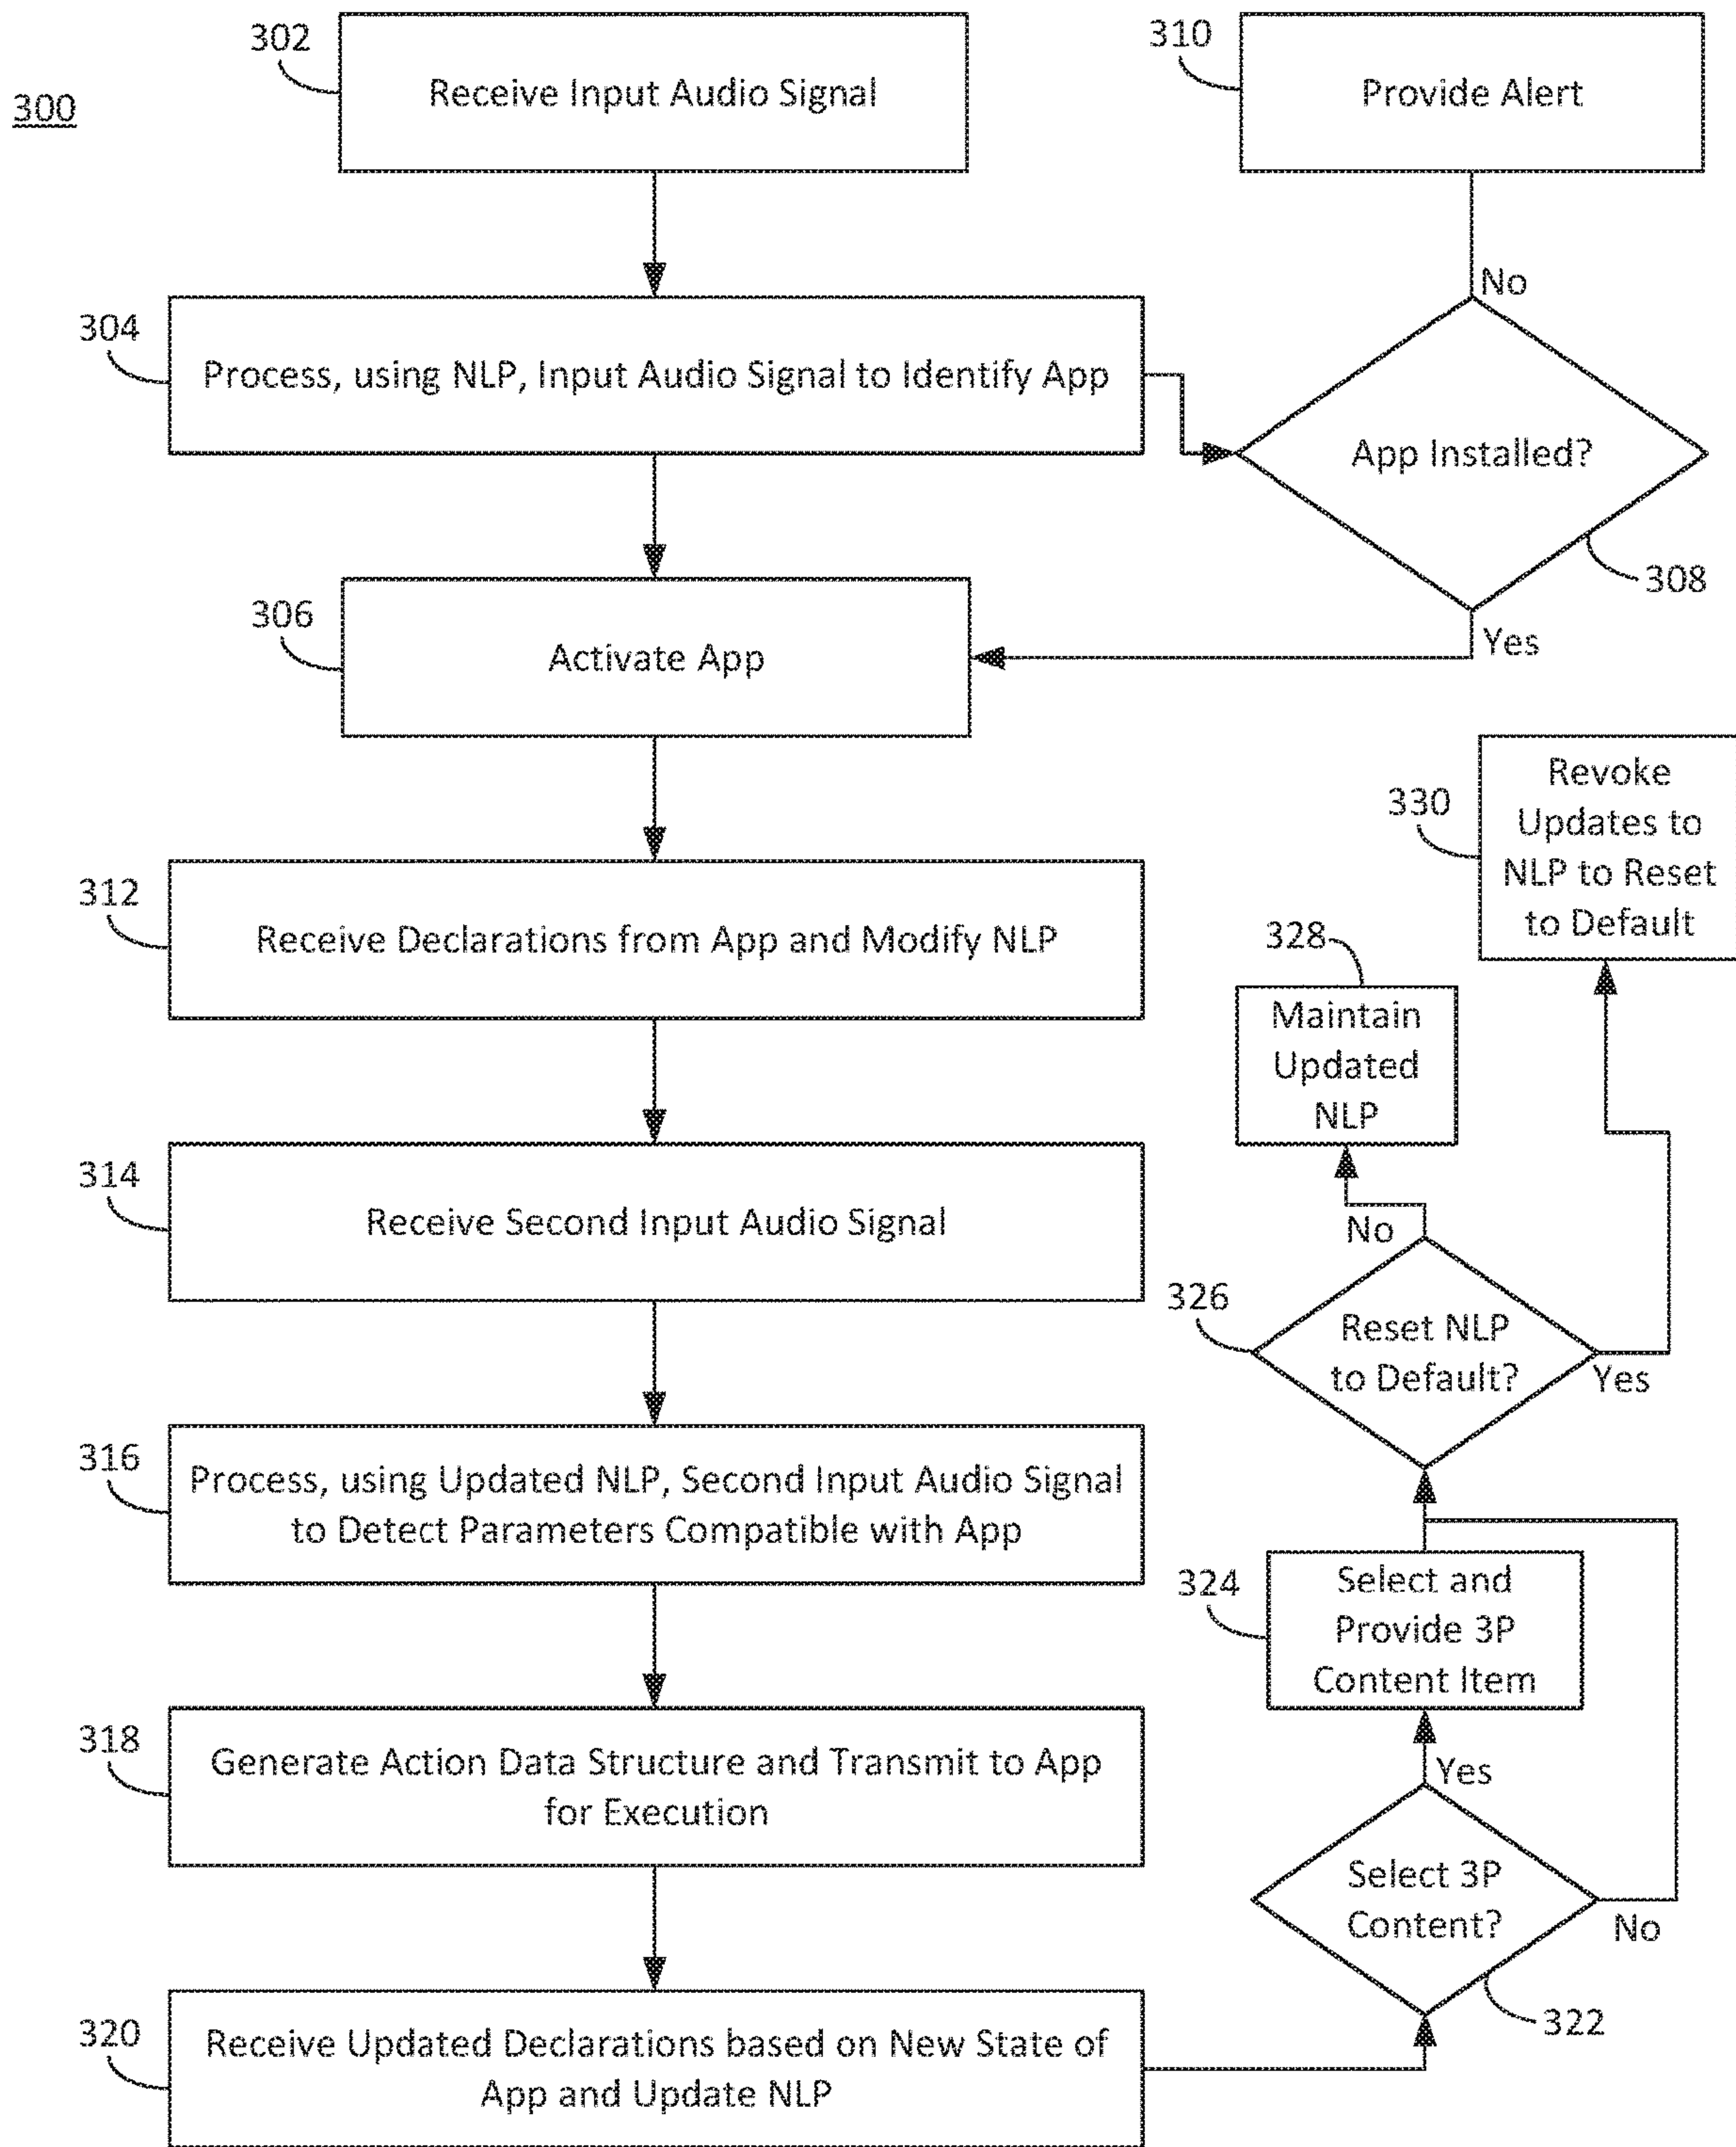 300
302
Receive Input Audio Signal
310
Provide Alert
No
304
Process, using NLP, Input Audio Signal to Identify App
App Installed?
308
Yes
306
Activate App
312
Receive Declarations from App and Modify NLP
314
Receive Second Input Audio Signal
316
Process, using Updated NLP, Second Input Audio Signal
to Detect Parameters Compatible with App
318
Generate Action Data Structure and Transmit to App
for Execution
320
Receive Updated Declarations based on New State of
App and Update NLP
322
Select 3P
Content?
No
Yes
324
Select and
Provide 3P
Content Item
326
Reset NLP
to Default?
Yes
No
328
Maintain
Updated
NLP
330
Revoke
Updates to
NLP to Reset
to Default